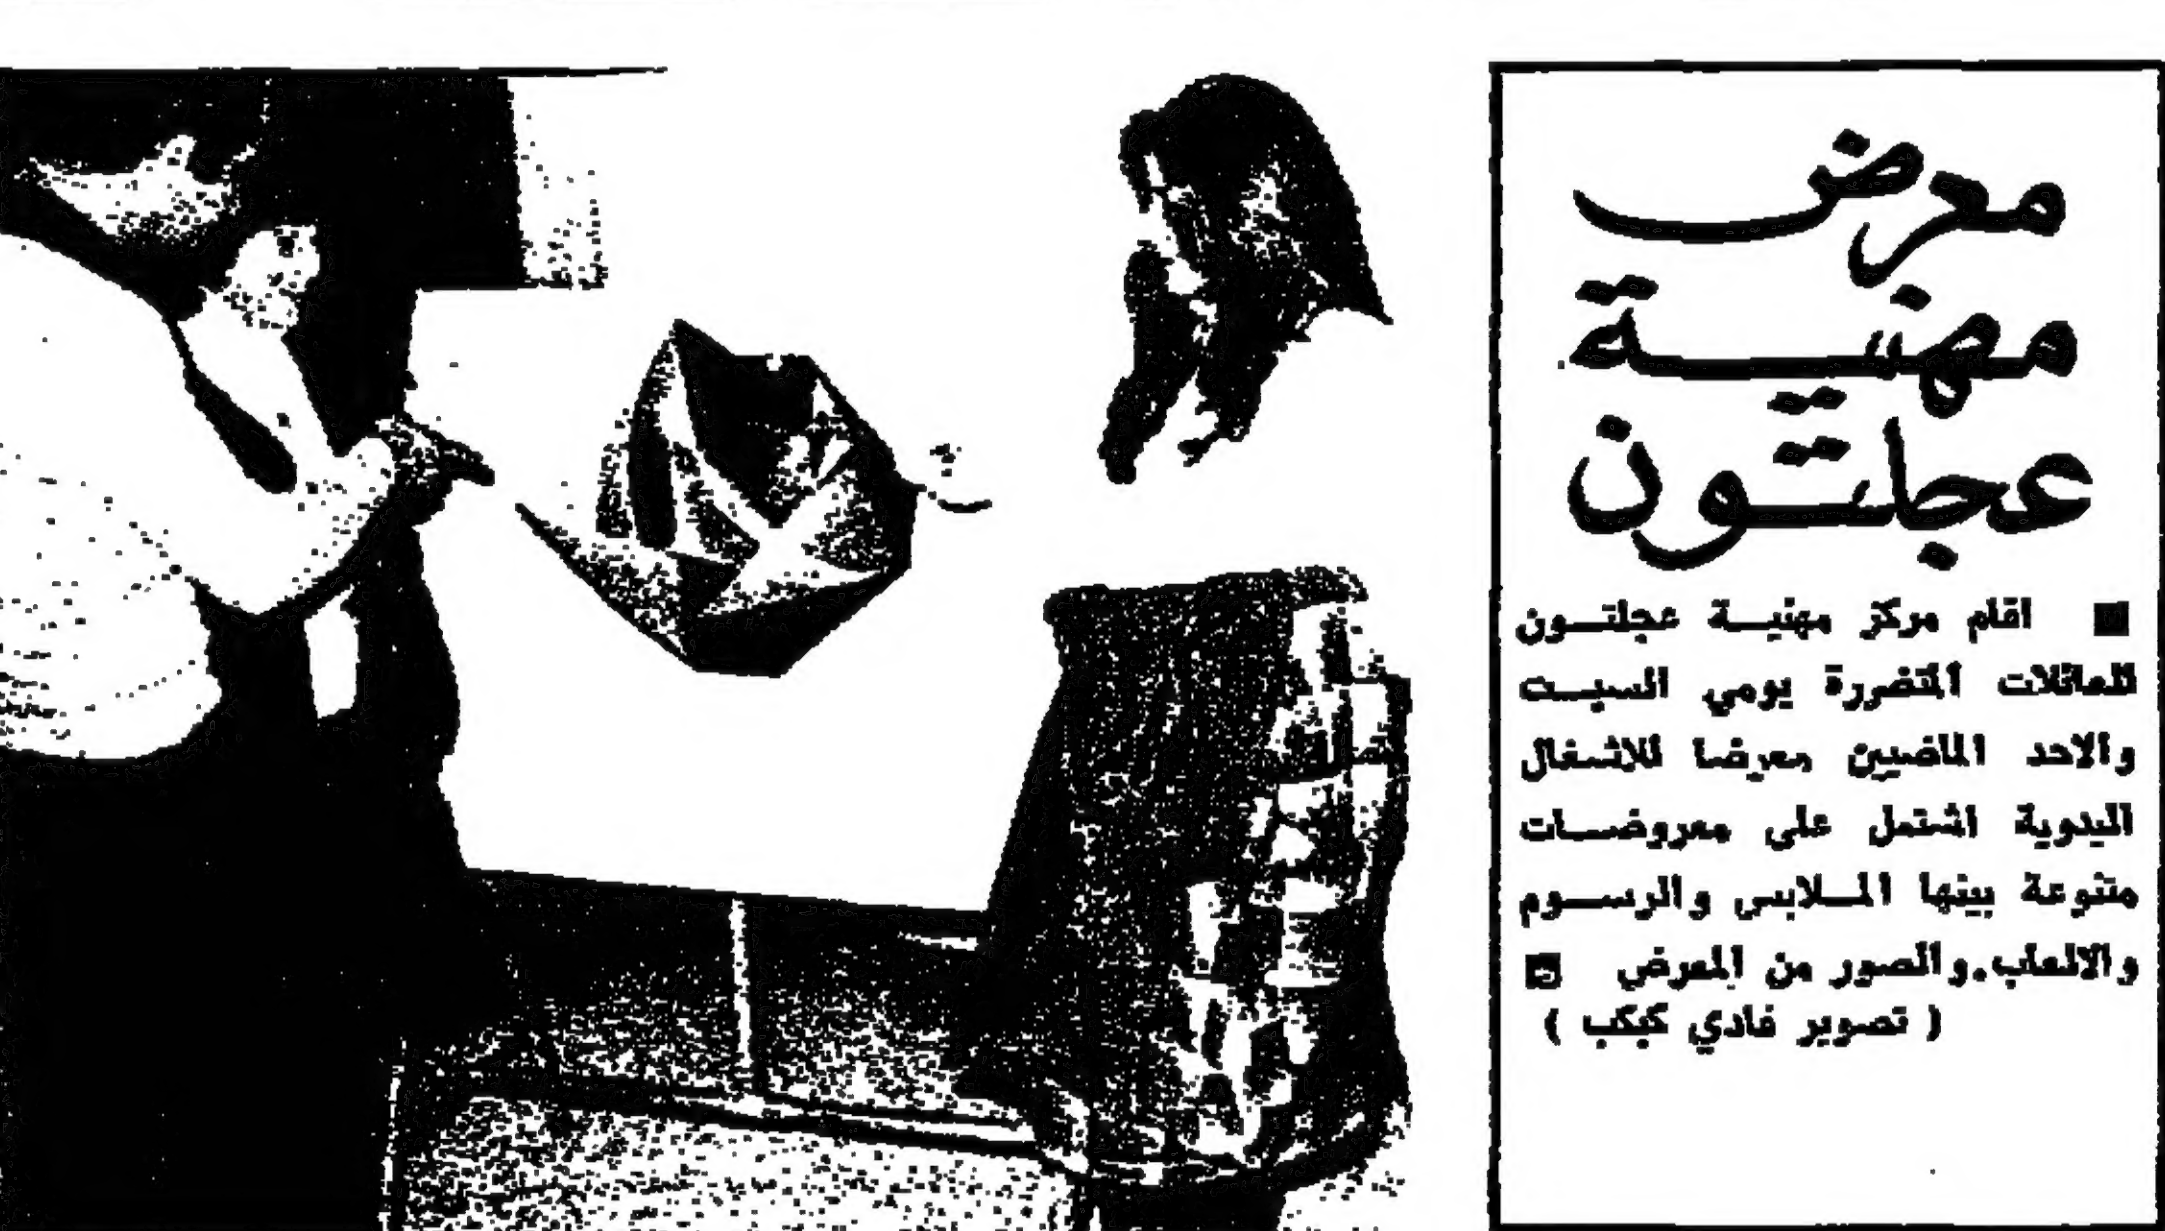 معرض
مهنية
عجلتون
اقام مركز مهنية عجلتون
للعائلات المتضررة يومي السبت
والاحد الماضيين معرضا للاشغال
اليدوية اشتمل على معروضات
متنوعة بينها الملابس والرسوم
والالعاب.والصور من المعرض
( تصوير فادي كبكب )